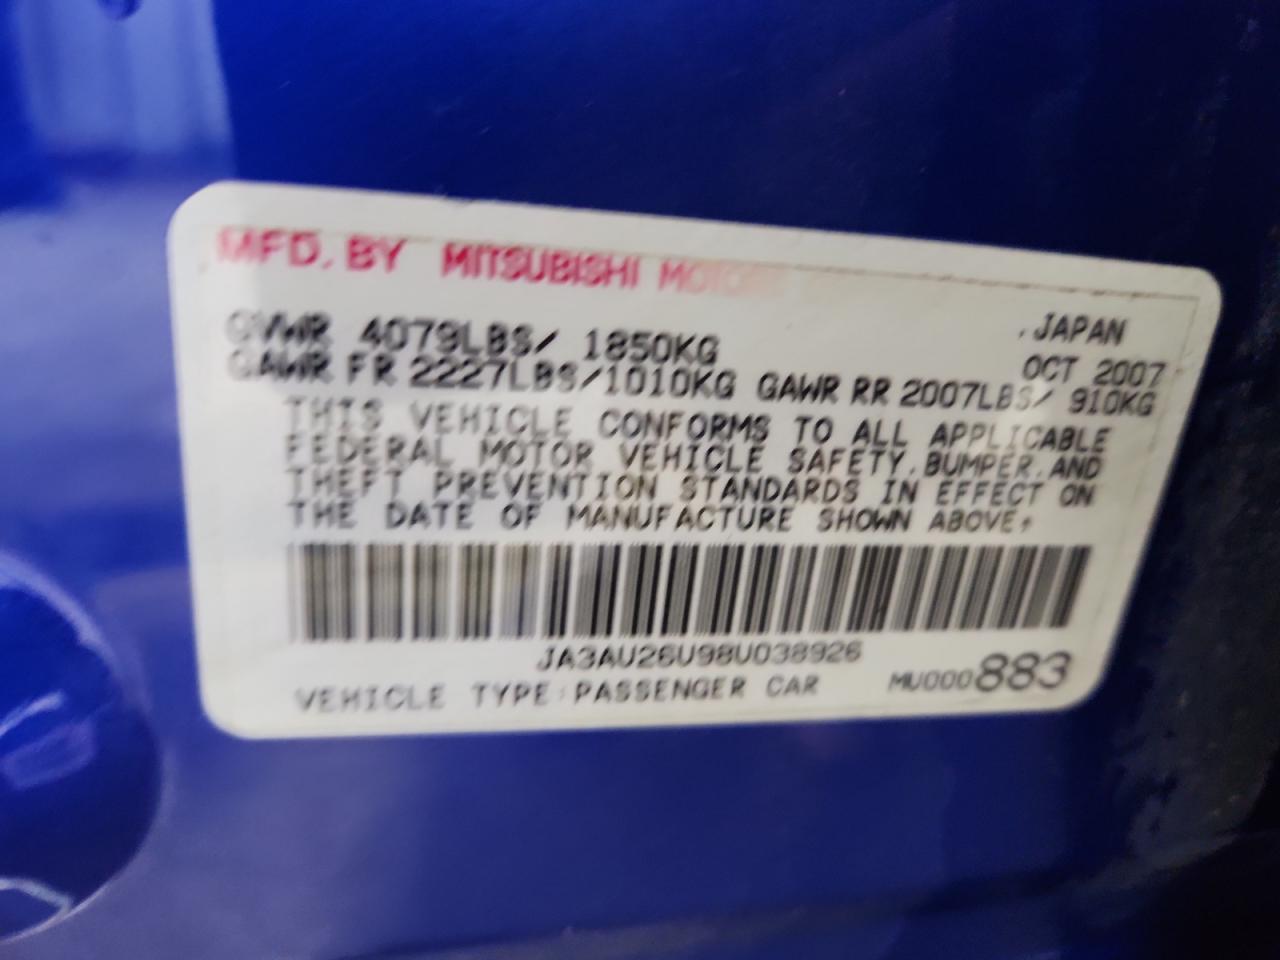 MFD. BY MITSUBISHI MOTORS
GVWR 4079LBS/ 1850KG
JAPAN
OCT 2007
GAWR FR 2227LBS/1010KG GAWR RR 2007LBS/ 910KG
THIS VEHICLE CONFORMS TO ALL APPLICABLE
FEDERAL MOTOR VEHICLE SAFETY, BUMPER, AND
THEFT PREVENTION STANDARDS IN EFFECT ON
THE DATE OF MANUFACTURE SHOWN ABOVE.
JA3AU26U98U038926
VEHICLE TYPE:PASSENGER CAR MU000883